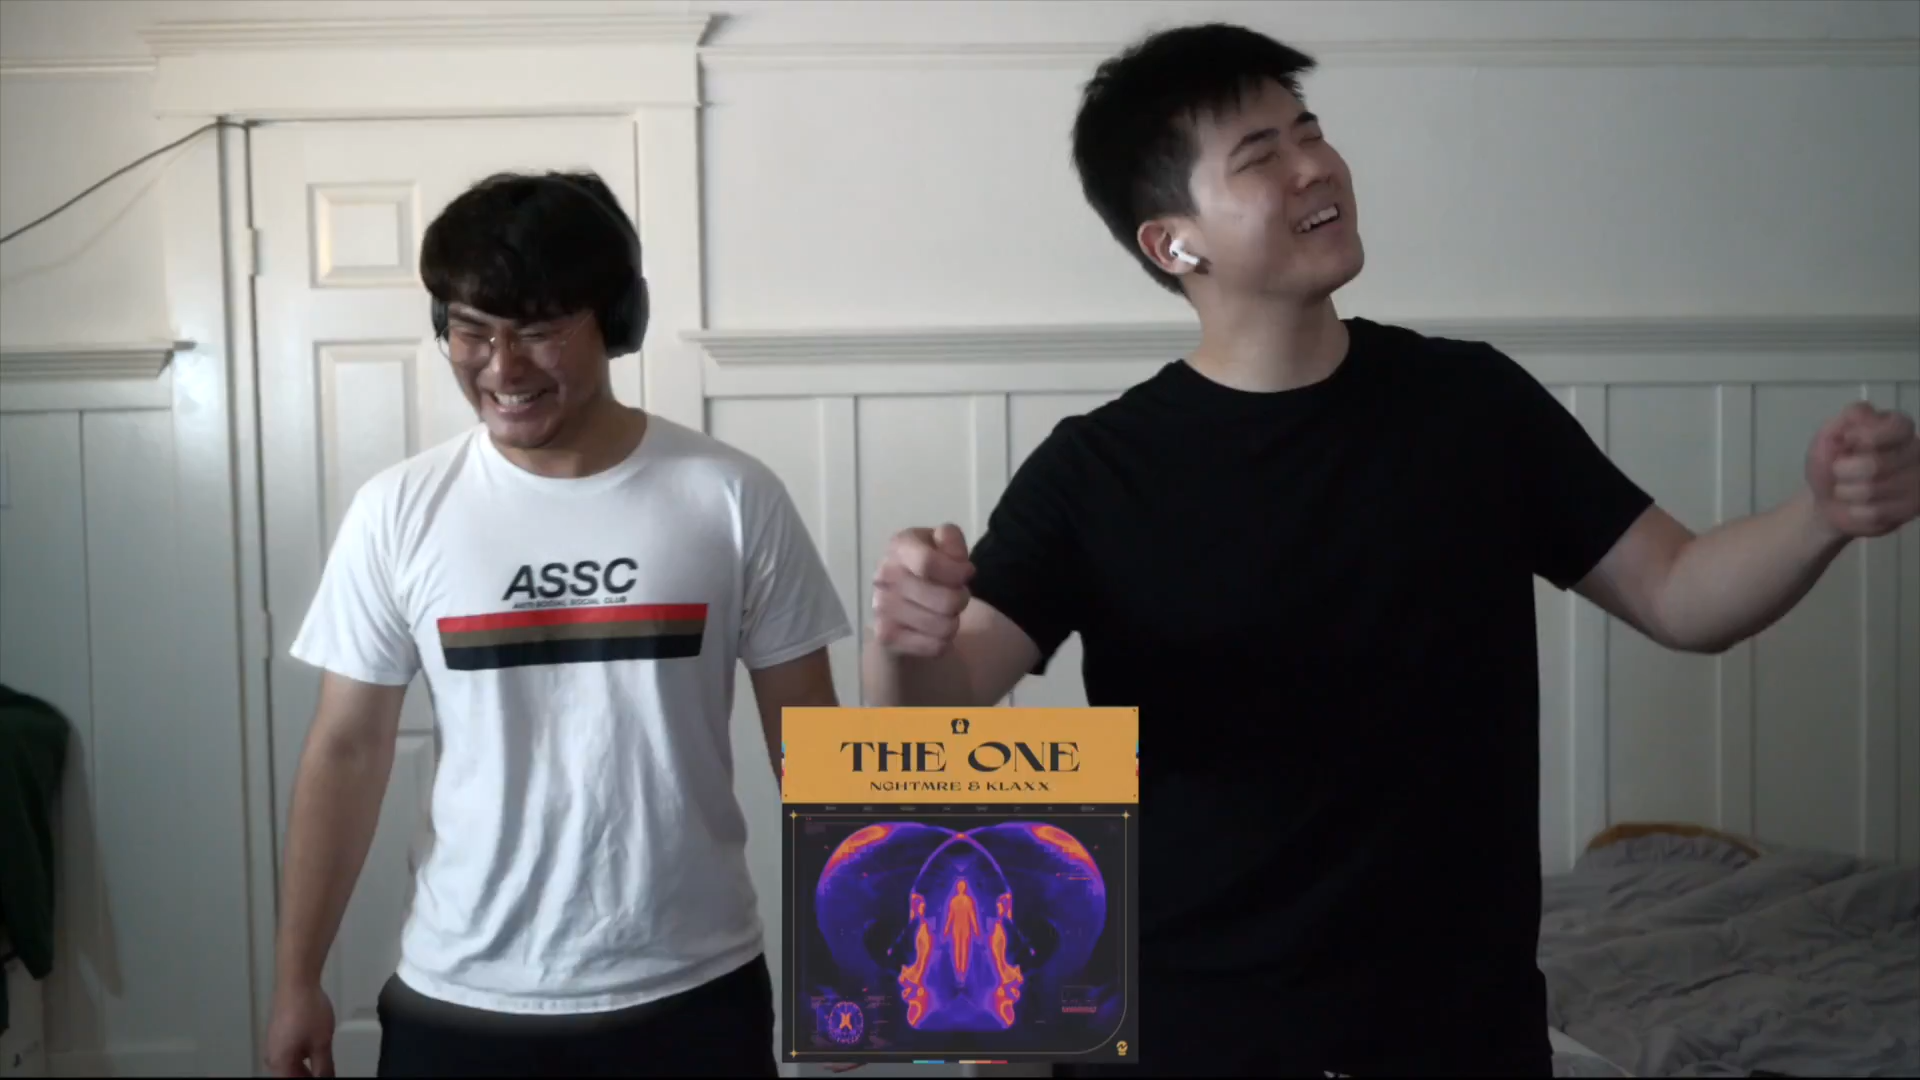 ASSC
ANTI SOCIAL SOCIAL CLUB
THE ONE
NGHTMRE & KLAXX